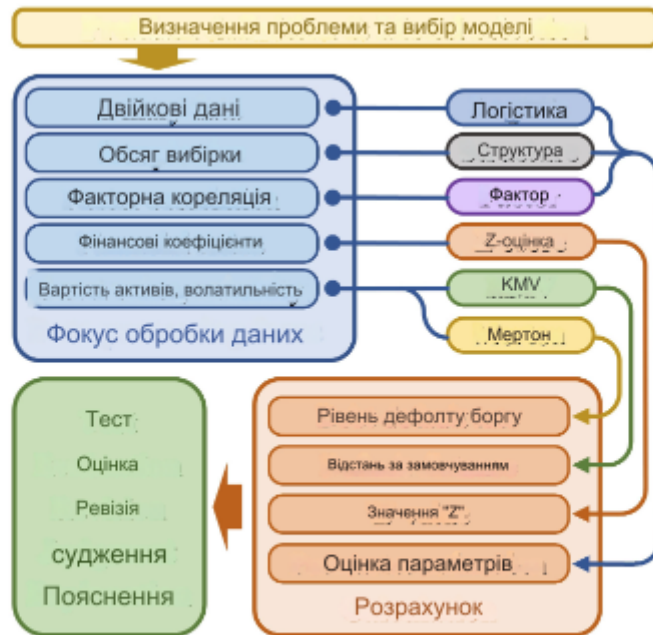 Визначення проблеми та вибір моделі
Двійкові дані
Логістика
Обсяг вибірки
Структура
Факторна кореляція
Фактор
Фінансові коефіцієнти
Z-оцінка
Вартість активів, волатильність
KMV
Фокус обробки даних
Мертон
Тест
Оцінка
Ревізія
судження
Пояснення
Рівень дефолту боргу
Відстань за замовчуванням
Значення "Z"
Оцінка параметрів
Розрахунок